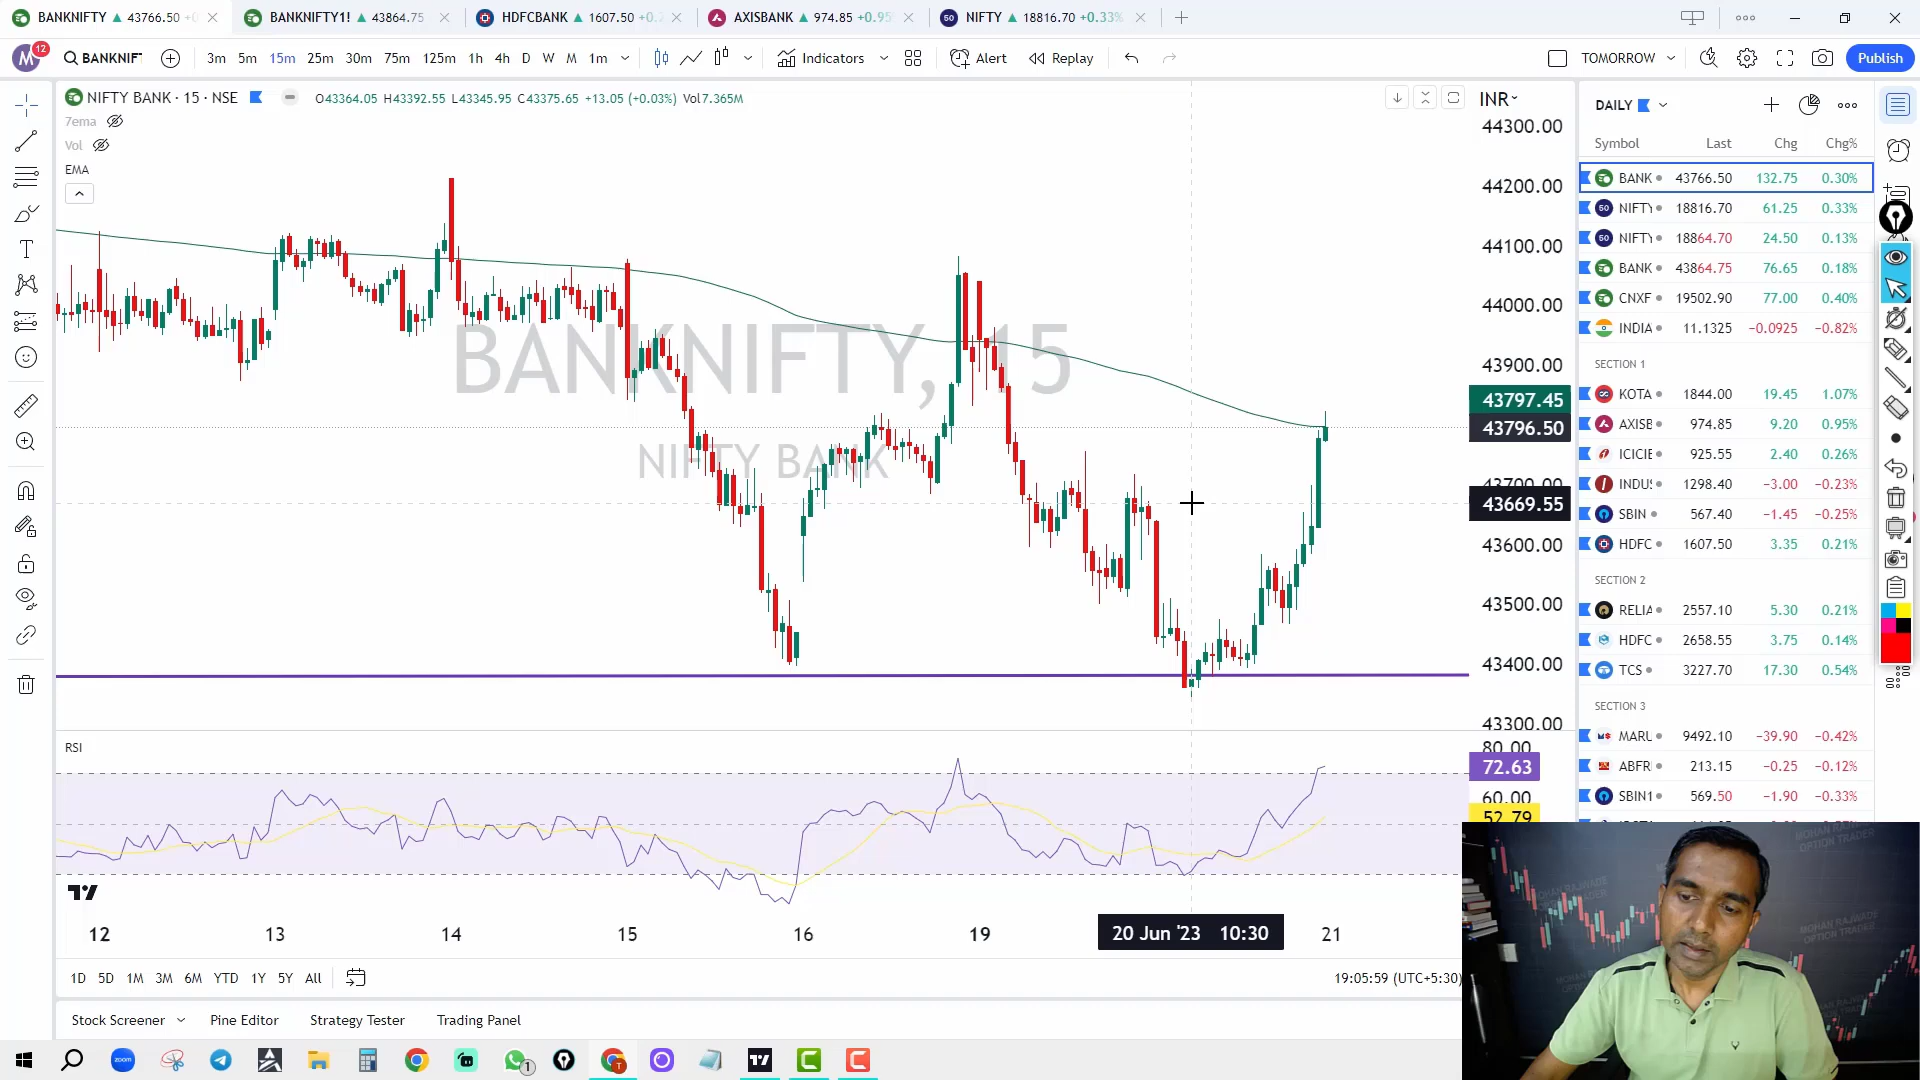 BANKNIFTY ▲ 43766.50
BANKNIFTY1! ▲ 43864.75
HDFCBANK ▲ 1607.50 +0.2
AXISBANK ▲ 974.85 +0.95
NIFTY ▲ 18816.70 +0.33%
M 12
BANKNIF
3m 5m 15m 25m 30m 75m 125m 1h 4h D W M 1m
Indicators
Alert
Replay
TOMORROW
Publish
NIFTY BANK · 15 · NSE
O43364.05 H43392.55 L43345.95 C43375.65 +13.05 (+0.03%) Vol7.365M
7ema
Vol
EMA
BANKNIFTY, 15
NIFTY BANK
INR
44300.00
44200.00
44100.00
44000.00
43900.00
43797.45
43796.50
43700.00
43669.55
43600.00
43500.00
43400.00
43300.00
RSI
80.00
72.63
60.00
52.79
12 13 14 15 16 19 20 Jun '23 10:30 21
1D 5D 1M 3M 6M YTD 1Y 5Y All
19:05:59 (UTC+5:30)
Stock Screener
Pine Editor
Strategy Tester
Trading Panel
DAILY
Symbol Last Chg Chg%
BANK 43766.50 132.75 0.30%
NIFTY 18816.70 61.25 0.33%
NIFTY 18864.70 24.50 0.13%
BANK 43864.75 76.65 0.18%
CNXF 19502.90 77.00 0.40%
INDIA 11.1325 −0.0925 −0.82%
SECTION 1
KOTA 1844.00 19.45 1.07%
AXISB 974.85 9.20 0.95%
ICICIE 925.55 2.40 0.26%
INDUS 1298.40 −3.00 −0.23%
SBIN 567.40 −1.45 −0.25%
HDFC 1607.50 3.35 0.21%
SECTION 2
RELIA 2557.10 5.30 0.21%
HDFC 2658.55 3.75 0.14%
TCS 3227.70 17.30 0.54%
SECTION 3
MARU 9492.10 −39.90 −0.42%
ABFR 213.15 −0.25 −0.12%
SBIN1 569.50 −1.90 −0.33%
MOHAN RAJWADE
OPTION TRADER
zoom